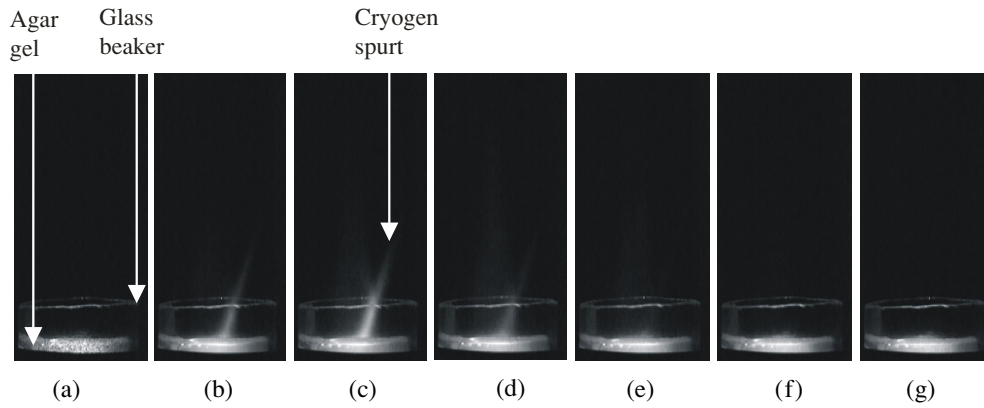 Agar
gel
Glass
beaker
Cryogen
spurt
(a)
(b)
(c)
(d)
(e)
(f)
(g)